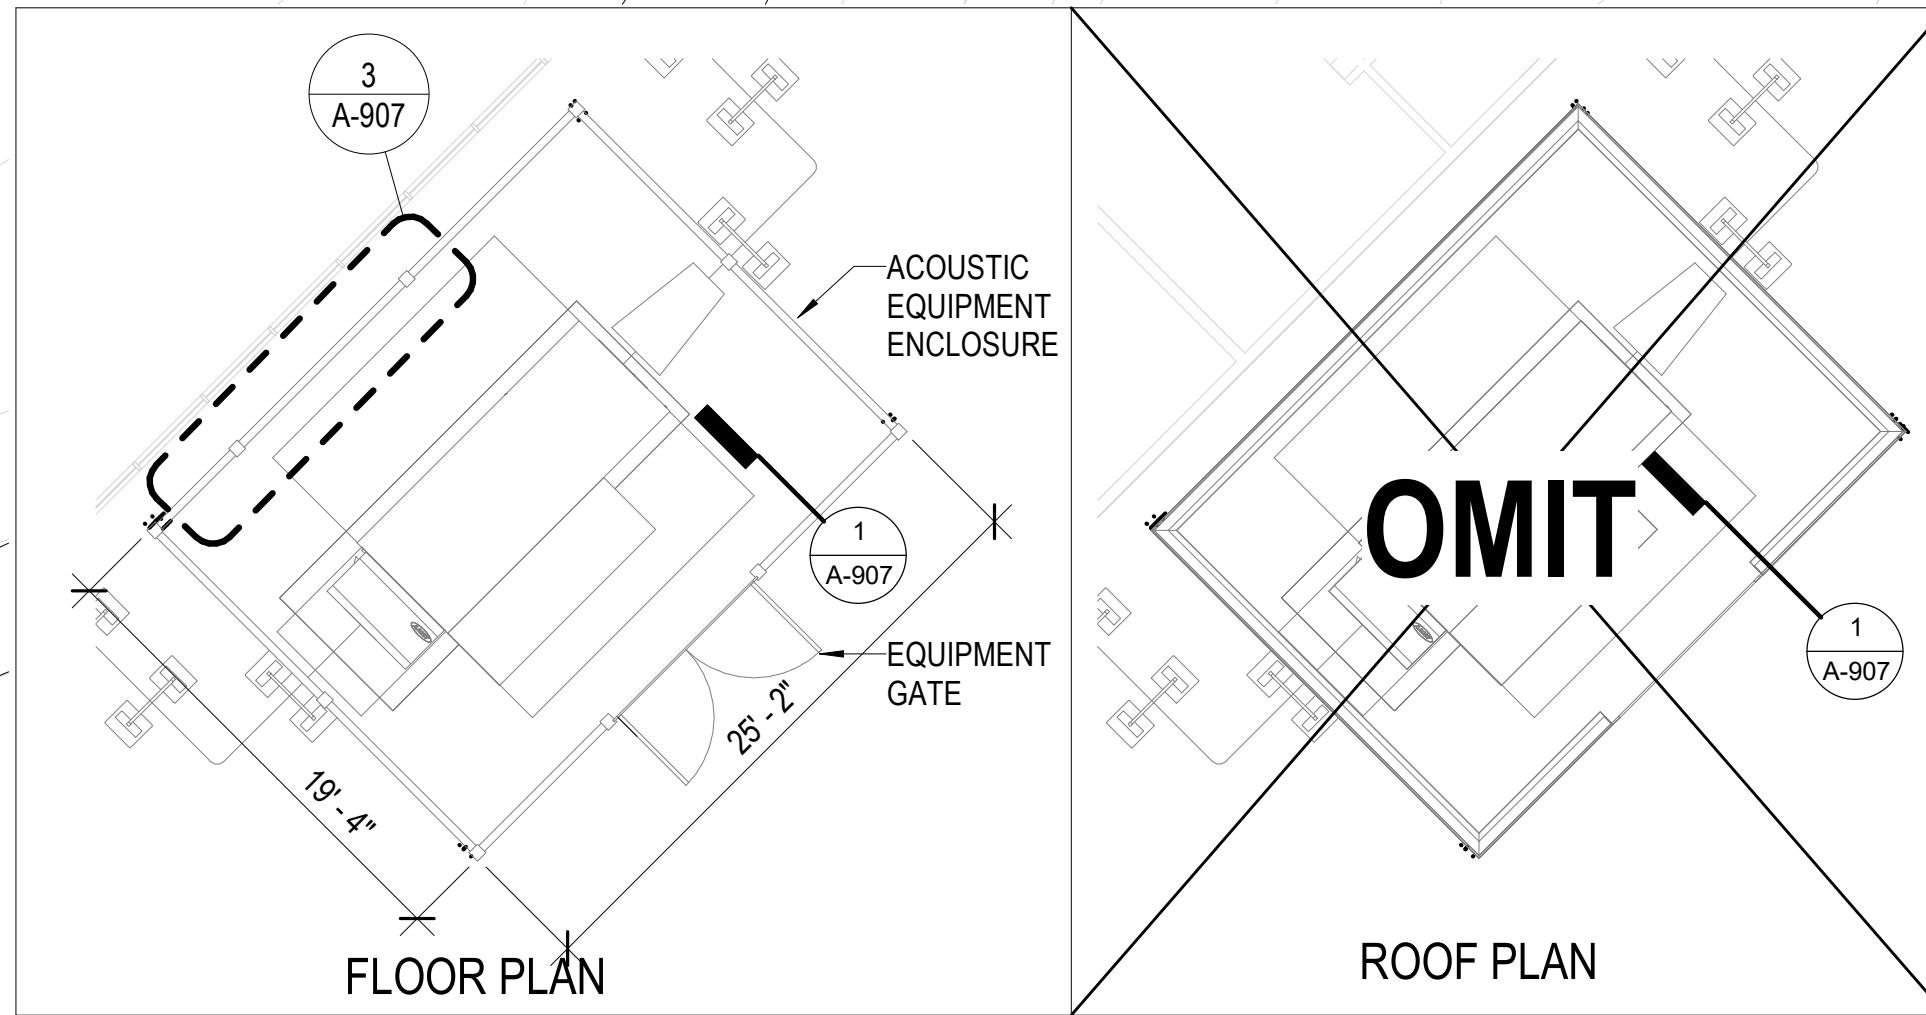 3
A-907
ACOUSTIC
EQUIPMENT
ENCLOSURE
1
A-907
EQUIPMENT
GATE
25' - 2"
19' - 4"
FLOOR PLAN
OMIT
1
A-907
ROOF PLAN